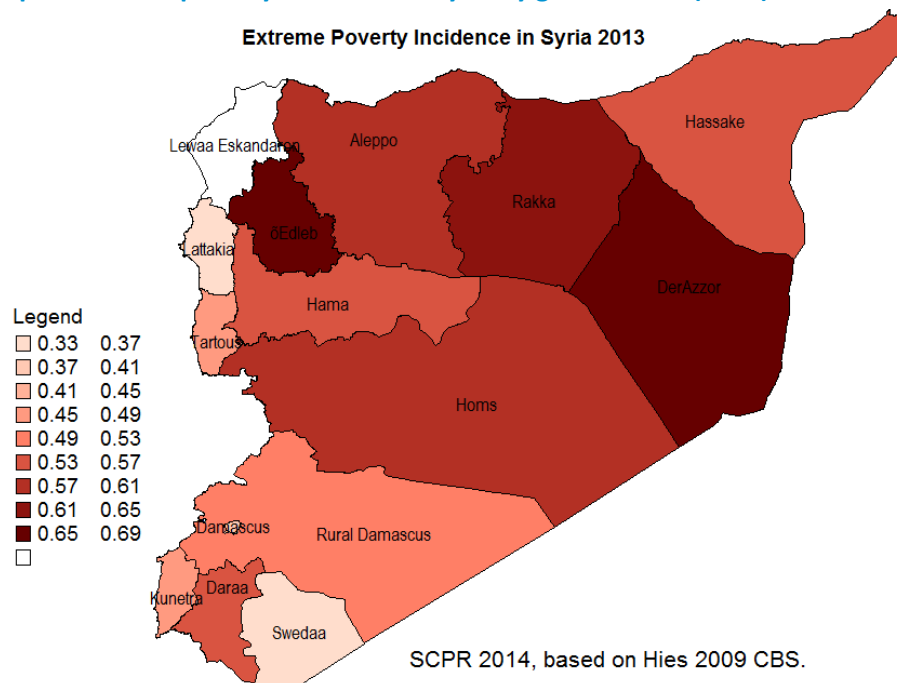 Extreme Poverty Incidence in Syria 2013
Hassake
Aleppo
Lewaa Eskandaron
Rakka
õEdleb
Lattakia
DerAzzor
Hama
Legend
0.33 0.37
0.37 0.41
0.41 0.45
0.45 0.49
0.49 0.53
0.53 0.57
0.57 0.61
0.61 0.65
0.65 0.69
Tartous
Homs
Damascus
Rural Damascus
Kunetra
Daraa
Swedaa
SCPR 2014, based on Hies 2009 CBS.